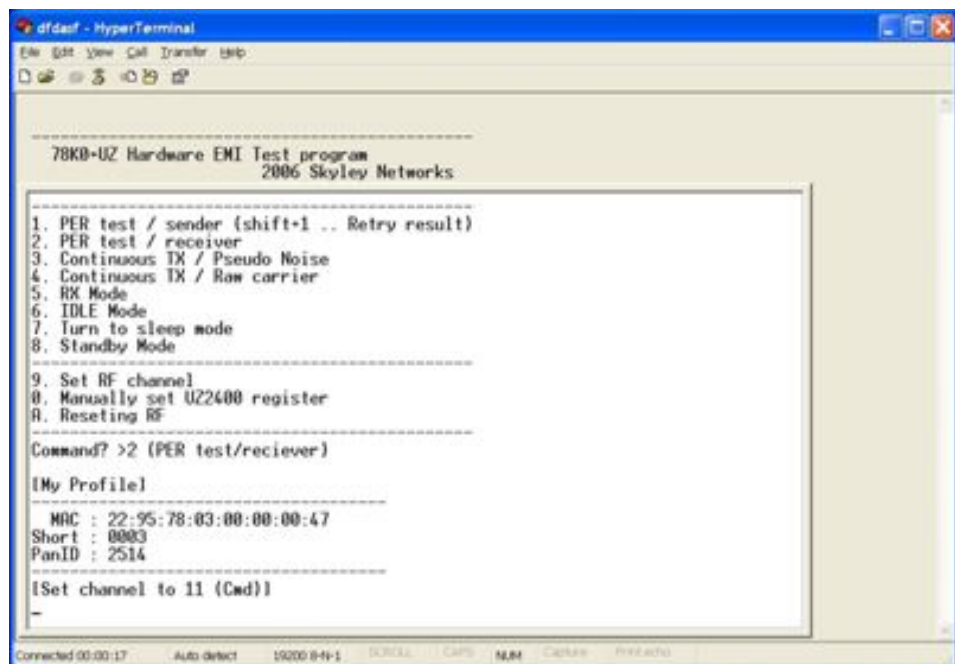 dfdasf - HyperTerminal
File Edit View Call Transfer Help
78K0-UZ Hardware EMI Test program
2006 Skyley Networks
1. PER test / sender (shift+1 .. Retry result)
2. PER test / receiver
3. Continuous TX / Pseudo Noise
4. Continuous TX / Raw carrier
5. RX Mode
6. IDLE Mode
7. Turn to sleep mode
8. Standby Mode
9. Set RF channel
0. Manually set UZ2400 register
A. Reseting RF
Command? >2 (PER test/reciever)
[My Profile]
MAC : 22:95:78:03:00:00:00:47
Short : 0003
PanID : 2514
[Set channel to 11 (Cmd)]
Connected 00:00:17 Auto detect 19200 8-N-1 SCROLL CAPS NUM Capture Print echo